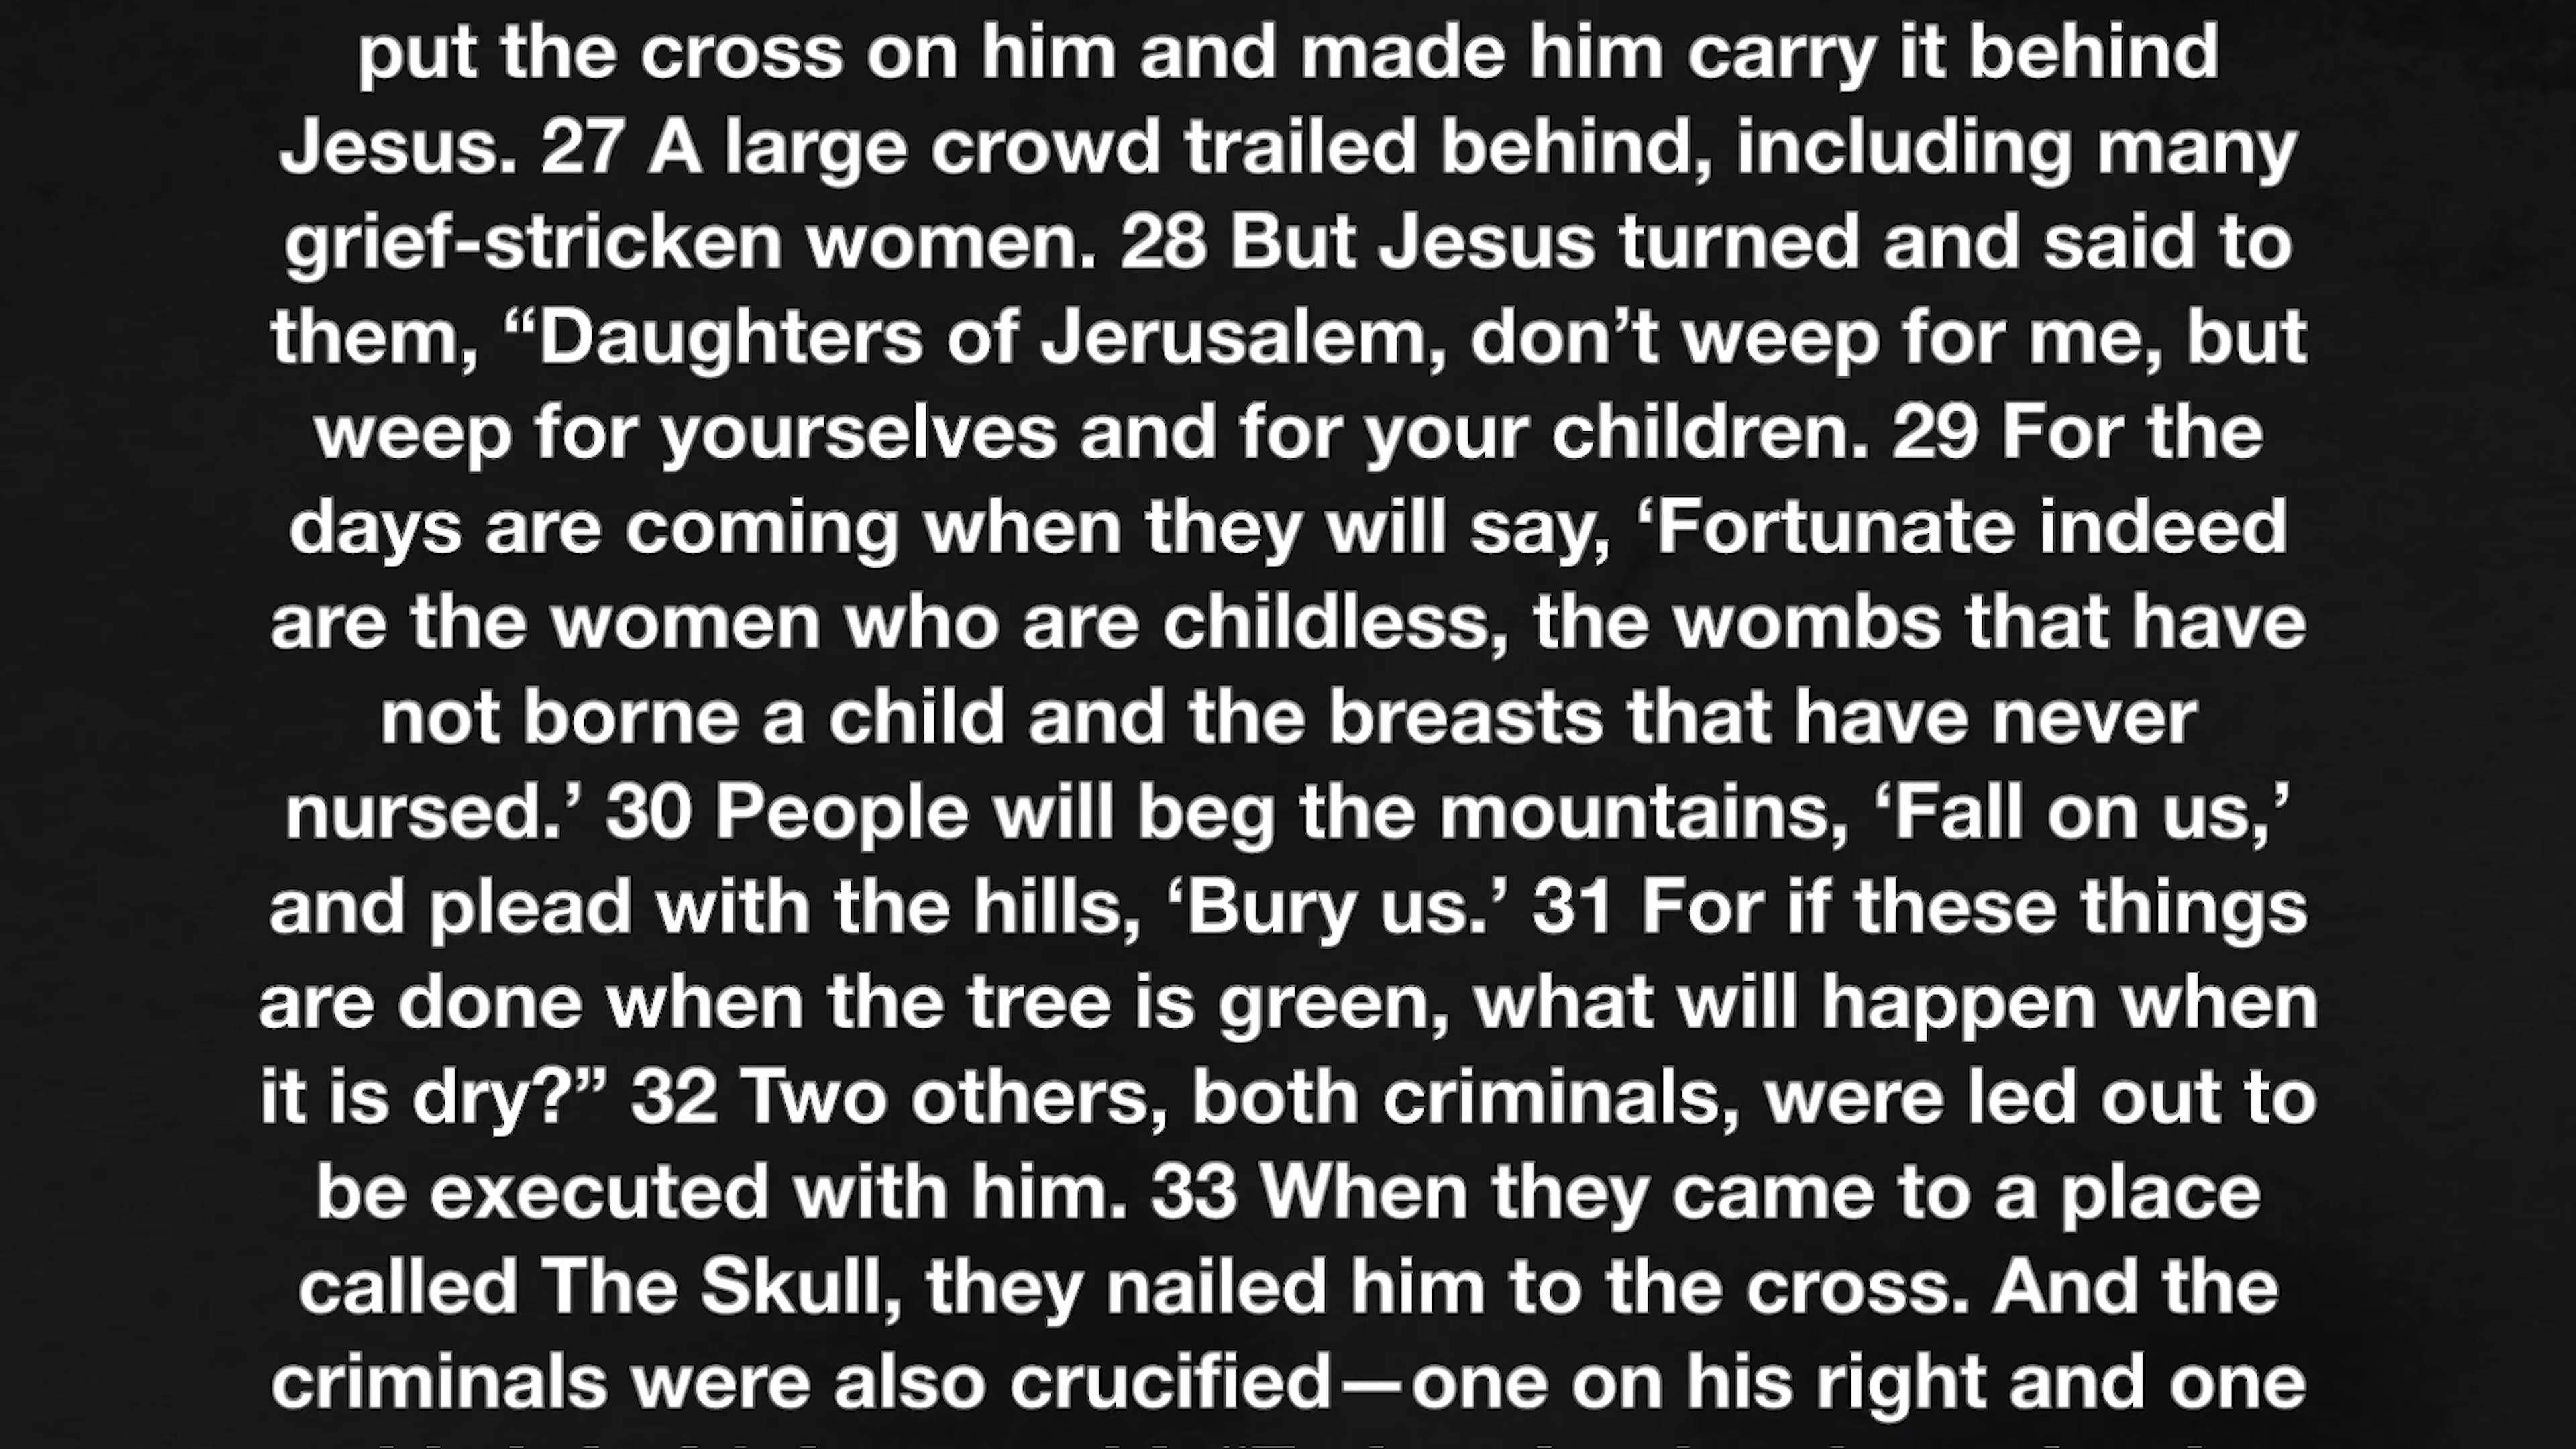 put the cross on him and made him carry it behind
Jesus. 27 A large crowd trailed behind, including many
grief-stricken women. 28 But Jesus turned and said to
them, “Daughters of Jerusalem, don’t weep for me, but
weep for yourselves and for your children. 29 For the
days are coming when they will say, ‘Fortunate indeed
are the women who are childless, the wombs that have
not borne a child and the breasts that have never
nursed.’ 30 People will beg the mountains, ‘Fall on us,’
and plead with the hills, ‘Bury us.’ 31 For if these things
are done when the tree is green, what will happen when
it is dry?” 32 Two others, both criminals, were led out to
be executed with him. 33 When they came to a place
called The Skull, they nailed him to the cross. And the
criminals were also crucified—one on his right and one